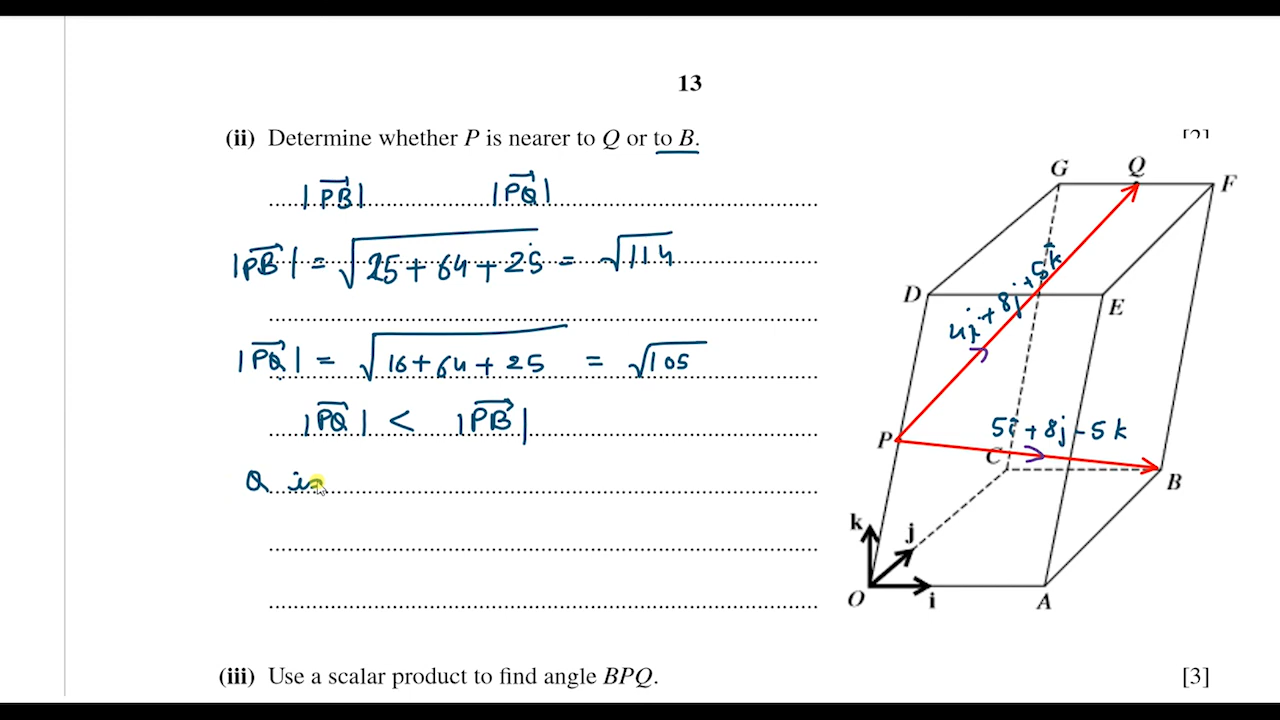 13
(ii) Determine whether P is nearer to Q or to B.
[2]
|PB| |PQ|
|PB| = √25 + 64 + 25 = √114
|PQ| = √16 + 64 + 25 = √105
|PQ| < |PB|
Q is
G Q F
D E
4i + 8j + 5k
P
5i + 8j - 5k
C B
k j
O i A
(iii) Use a scalar product to find angle BPQ. [3]